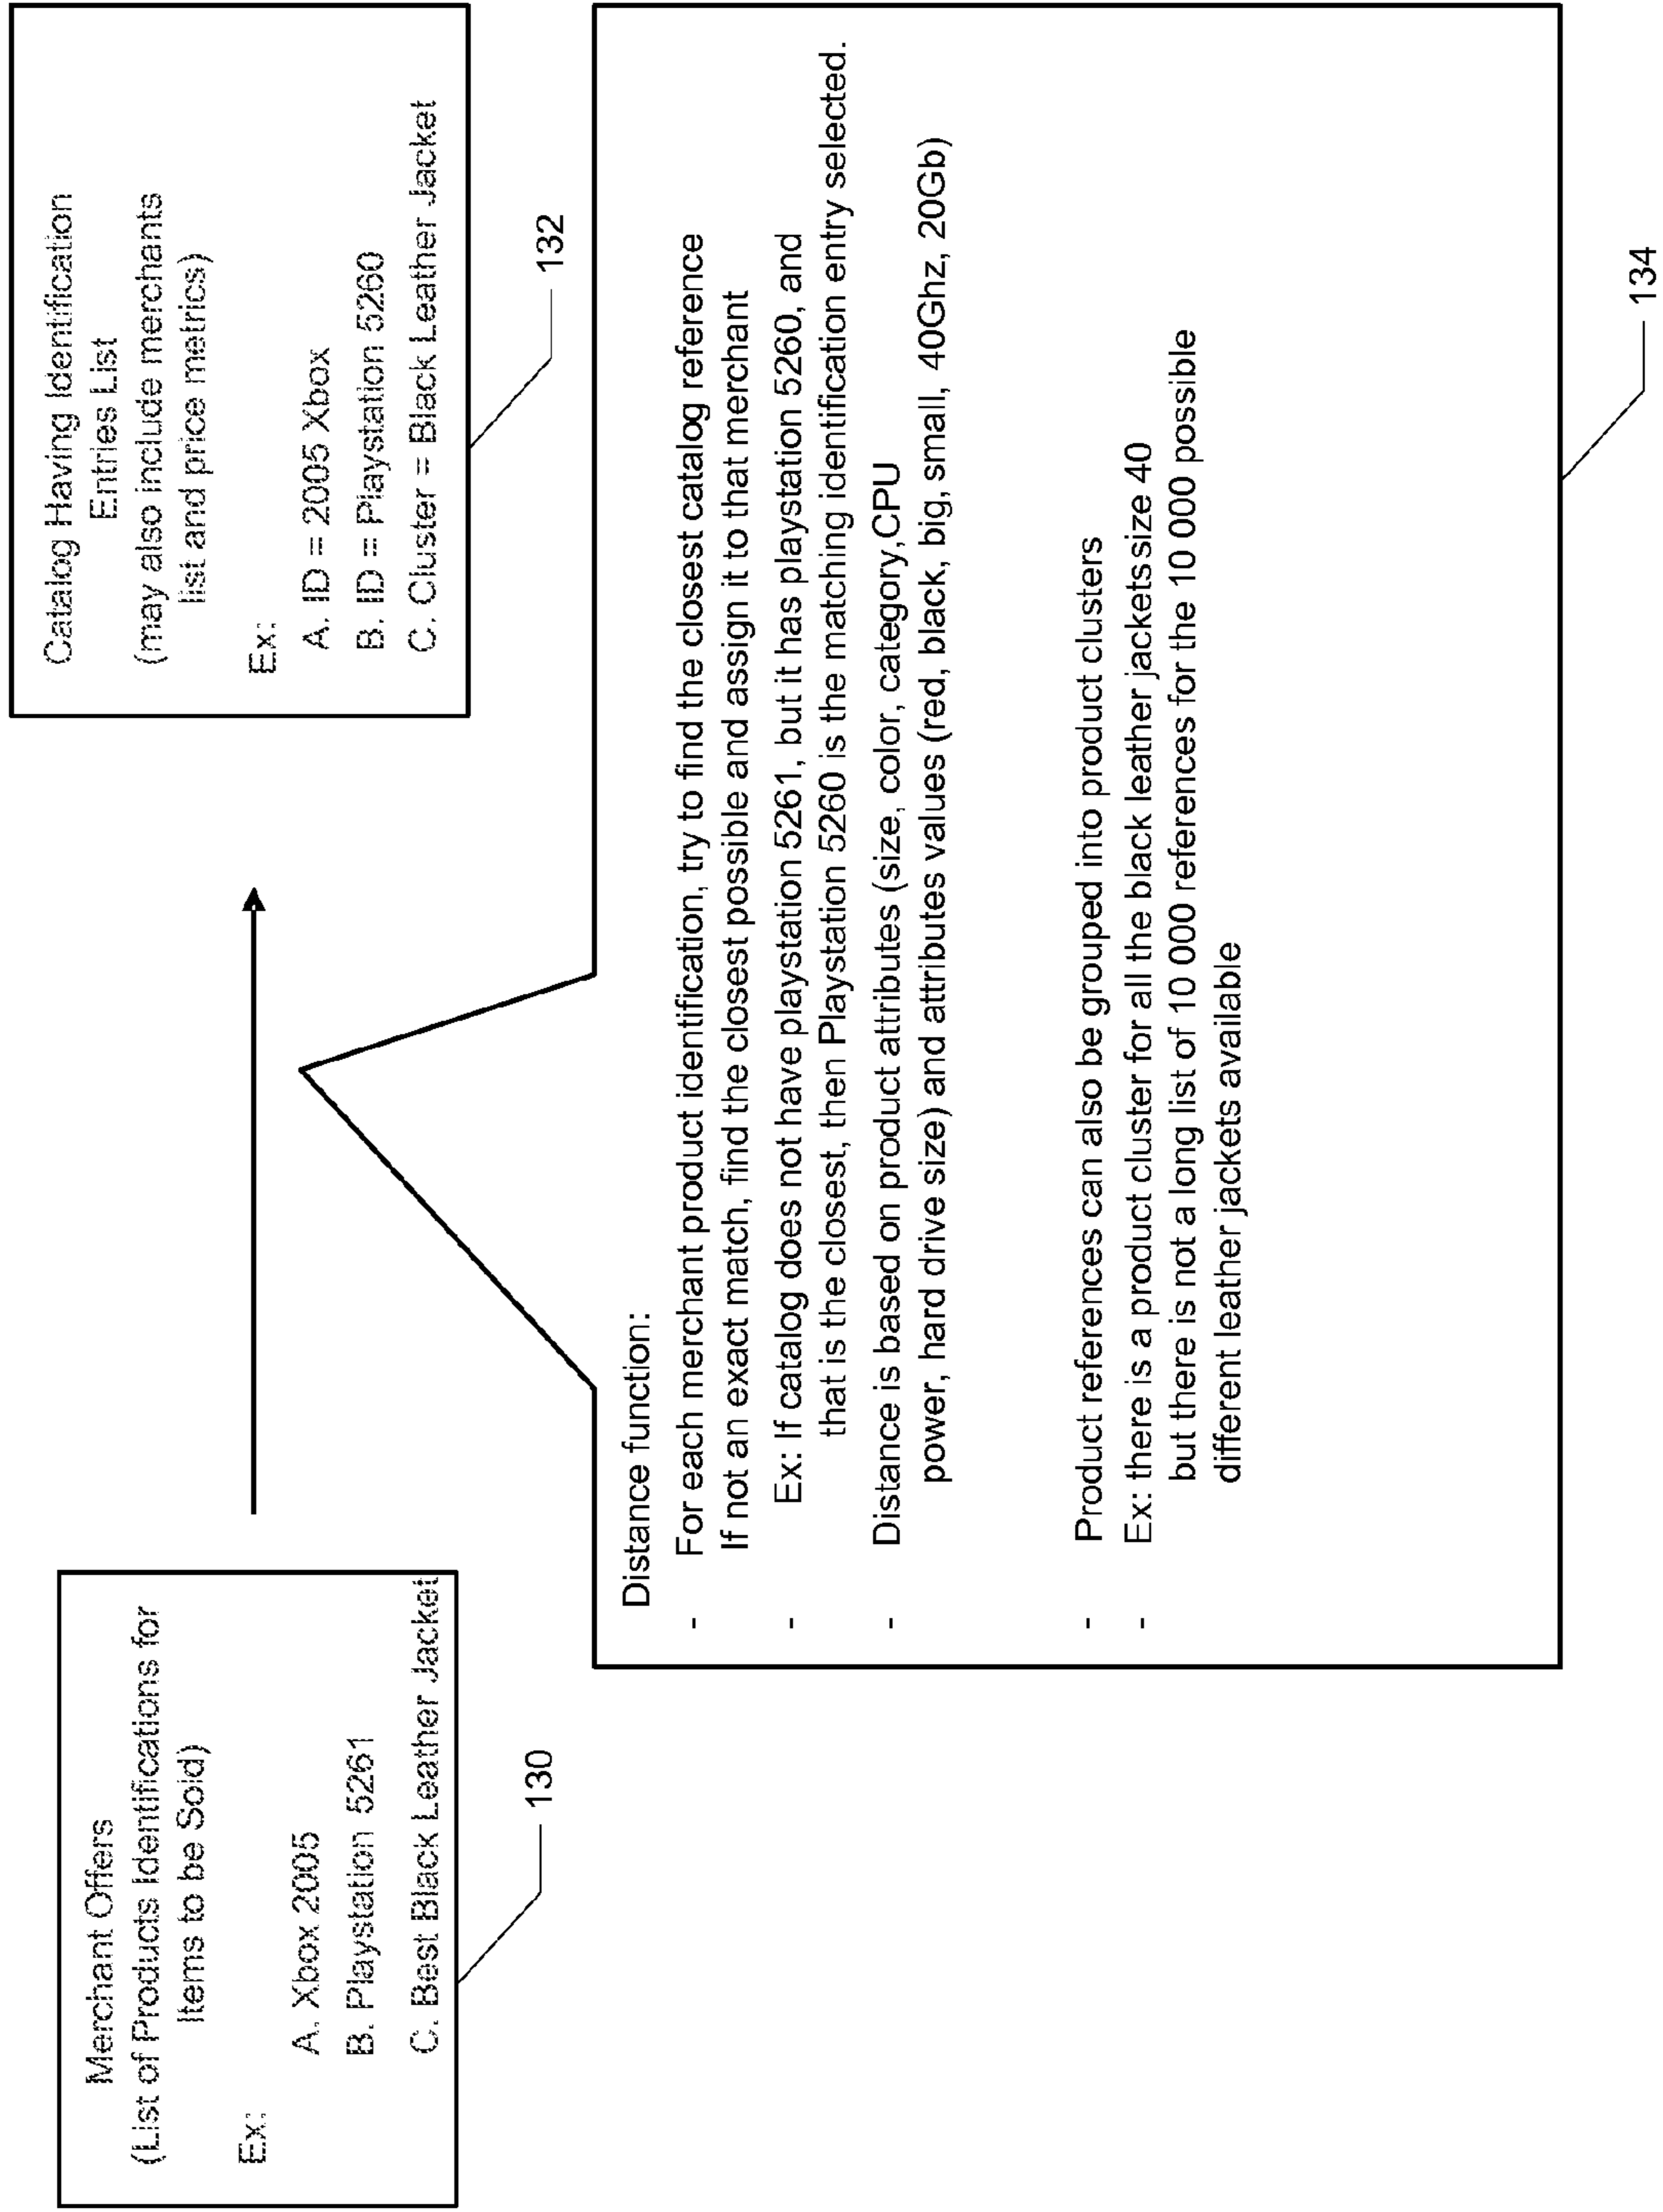 Merchant Offers
(List of Products Identifications for
Items to be Sold)
Ex:
A. Xbox 2005
B. Playstation 5261
C. Best Black Leather Jacket
130
Catalog Having Identification
Entries List
(may also include merchants
list and price metrics)
Ex:
A. ID = 2005 Xbox
B. ID = Playstation 5260
C. Cluster = Black Leather Jacket
132
Distance function:
- For each merchant product identification, try to find the closest catalog reference
If not an exact match, find the closest possible and assign it to that merchant
- Ex: If catalog does not have playstation 5261, but it has playstation 5260, and
that is the closest, then Playstation 5260 is the matching identification entry selected.
- Distance is based on product attributes (size, color, category,CPU
power, hard drive size) and attributes values (red, black, big, small, 40Ghz, 20Gb)
- Product references can also be grouped into product clusters
- Ex: there is a product cluster for all the black leather jackets size 40
but there is not a long list of 10 000 references for the 10 000 possible
different leather jackets available
134